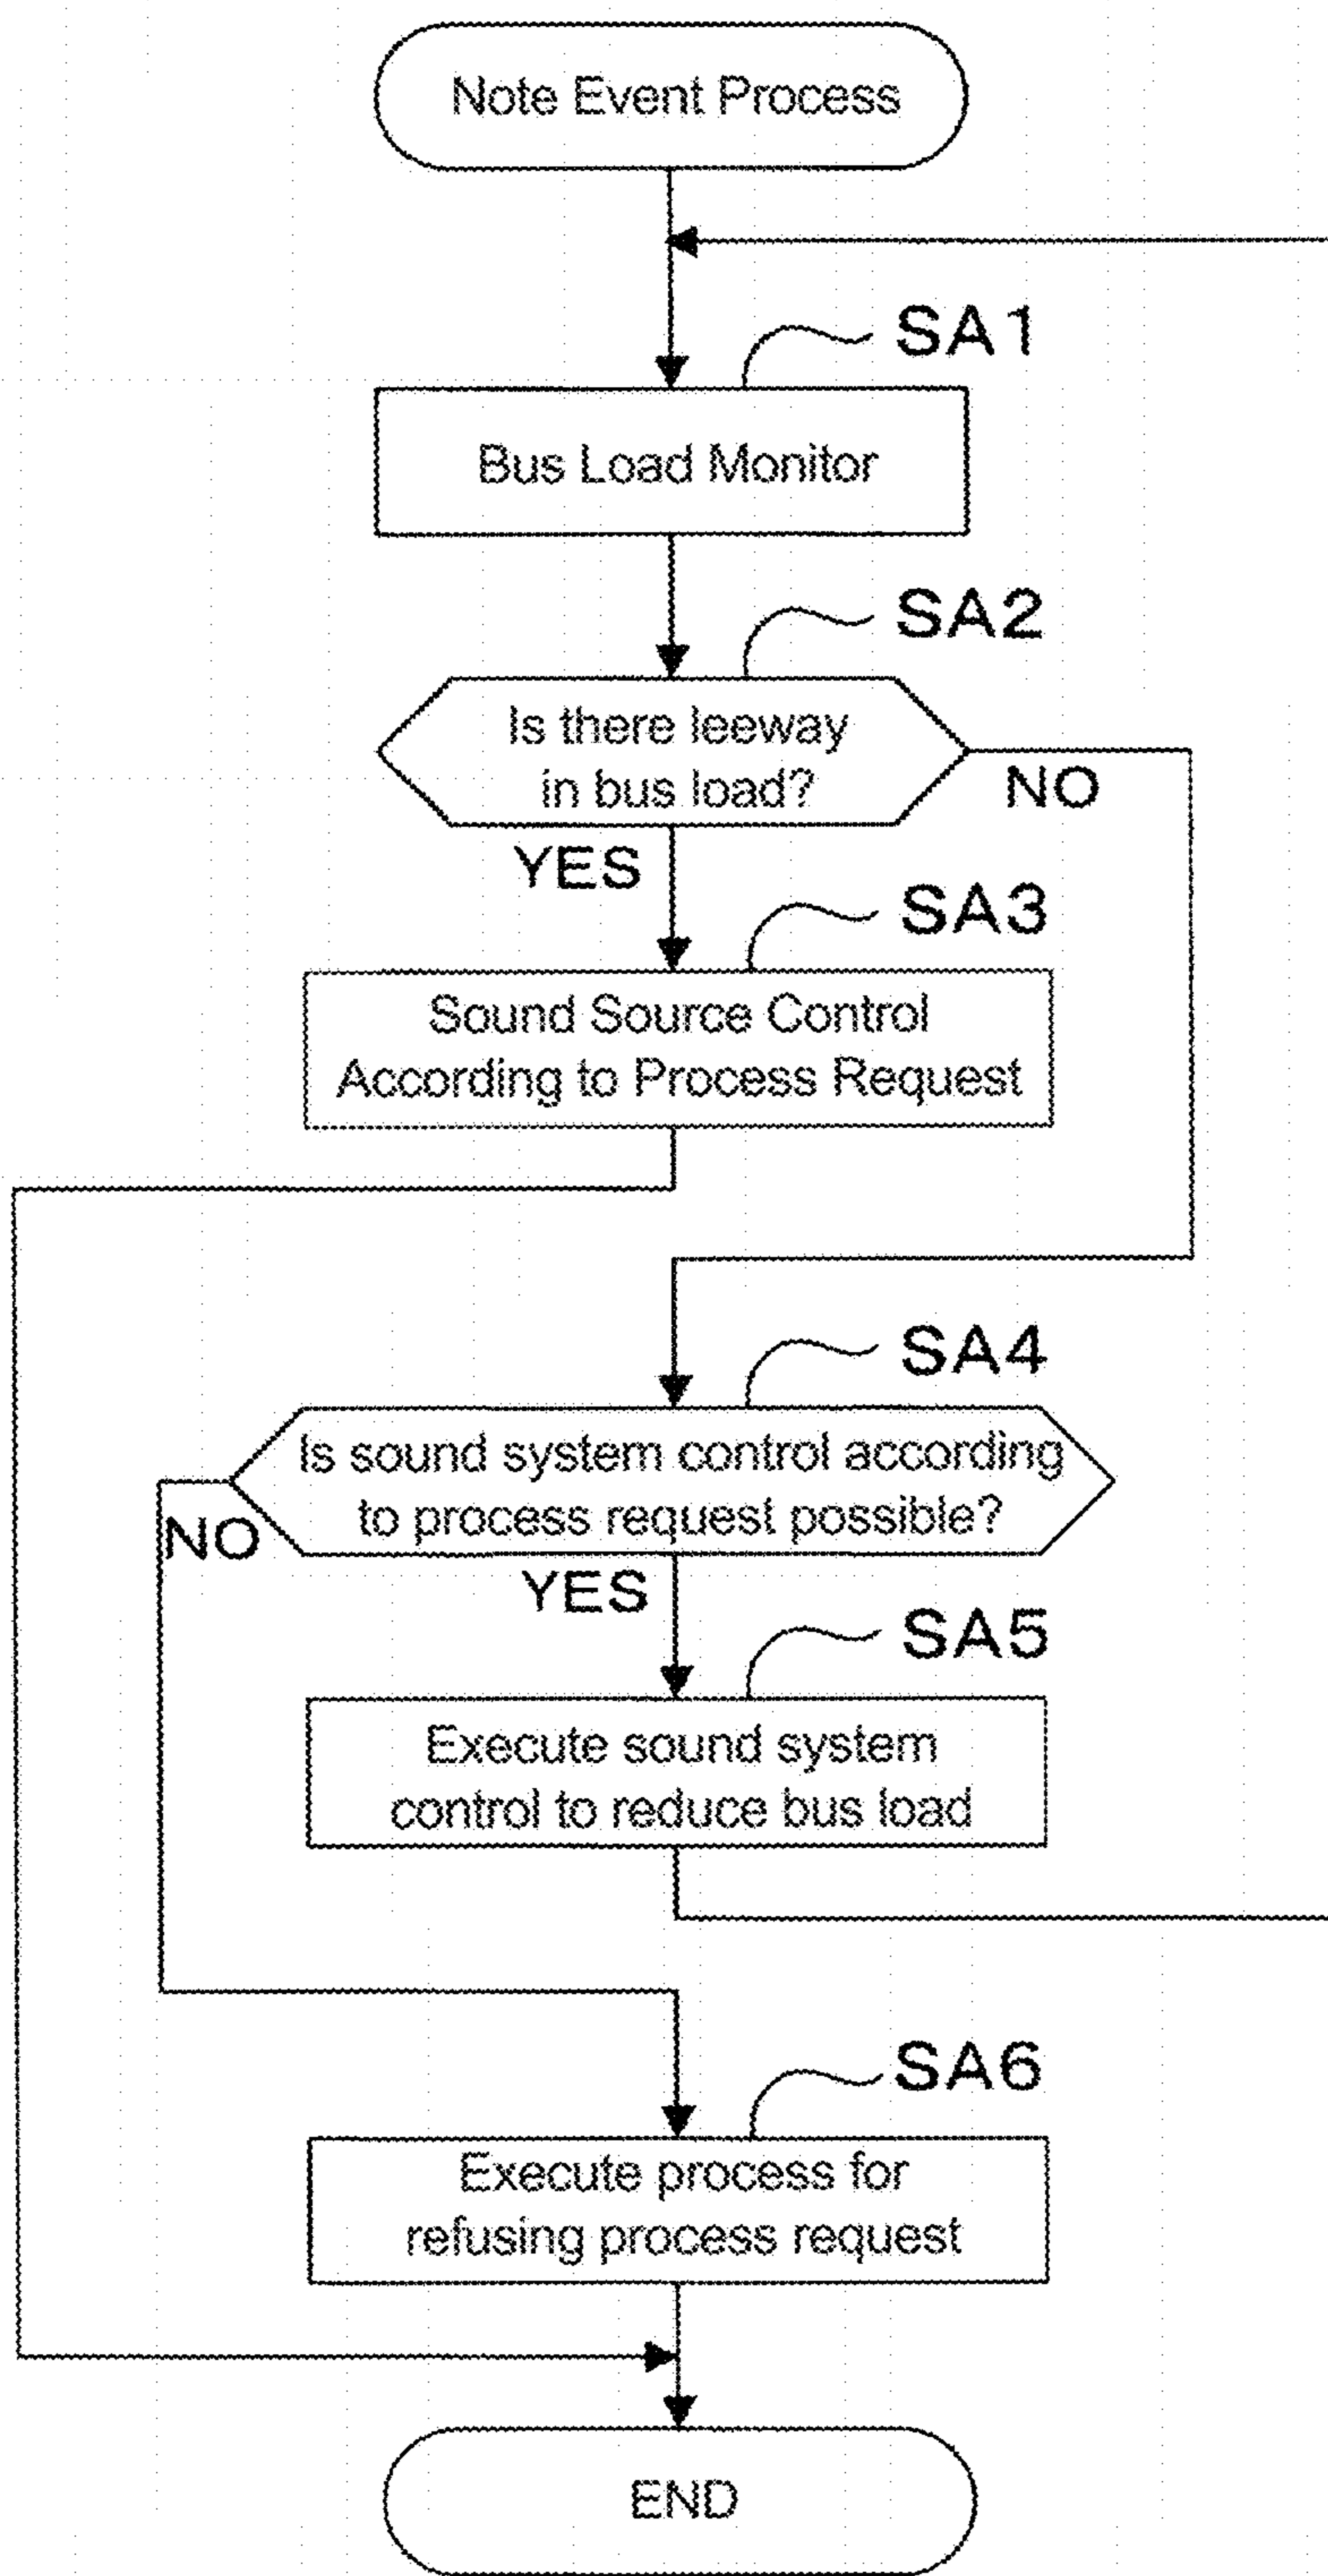 Note Event Process
SA1
Bus Load Monitor
SA2
Is there leeway
in bus load?
NO
YES
SA3
Sound Source Control
According to Process Request
SA4
Is sound system control according
to process request possible?
NO
YES
SA5
Execute sound system
control to reduce bus load
SA6
Execute process for
refusing process request
END